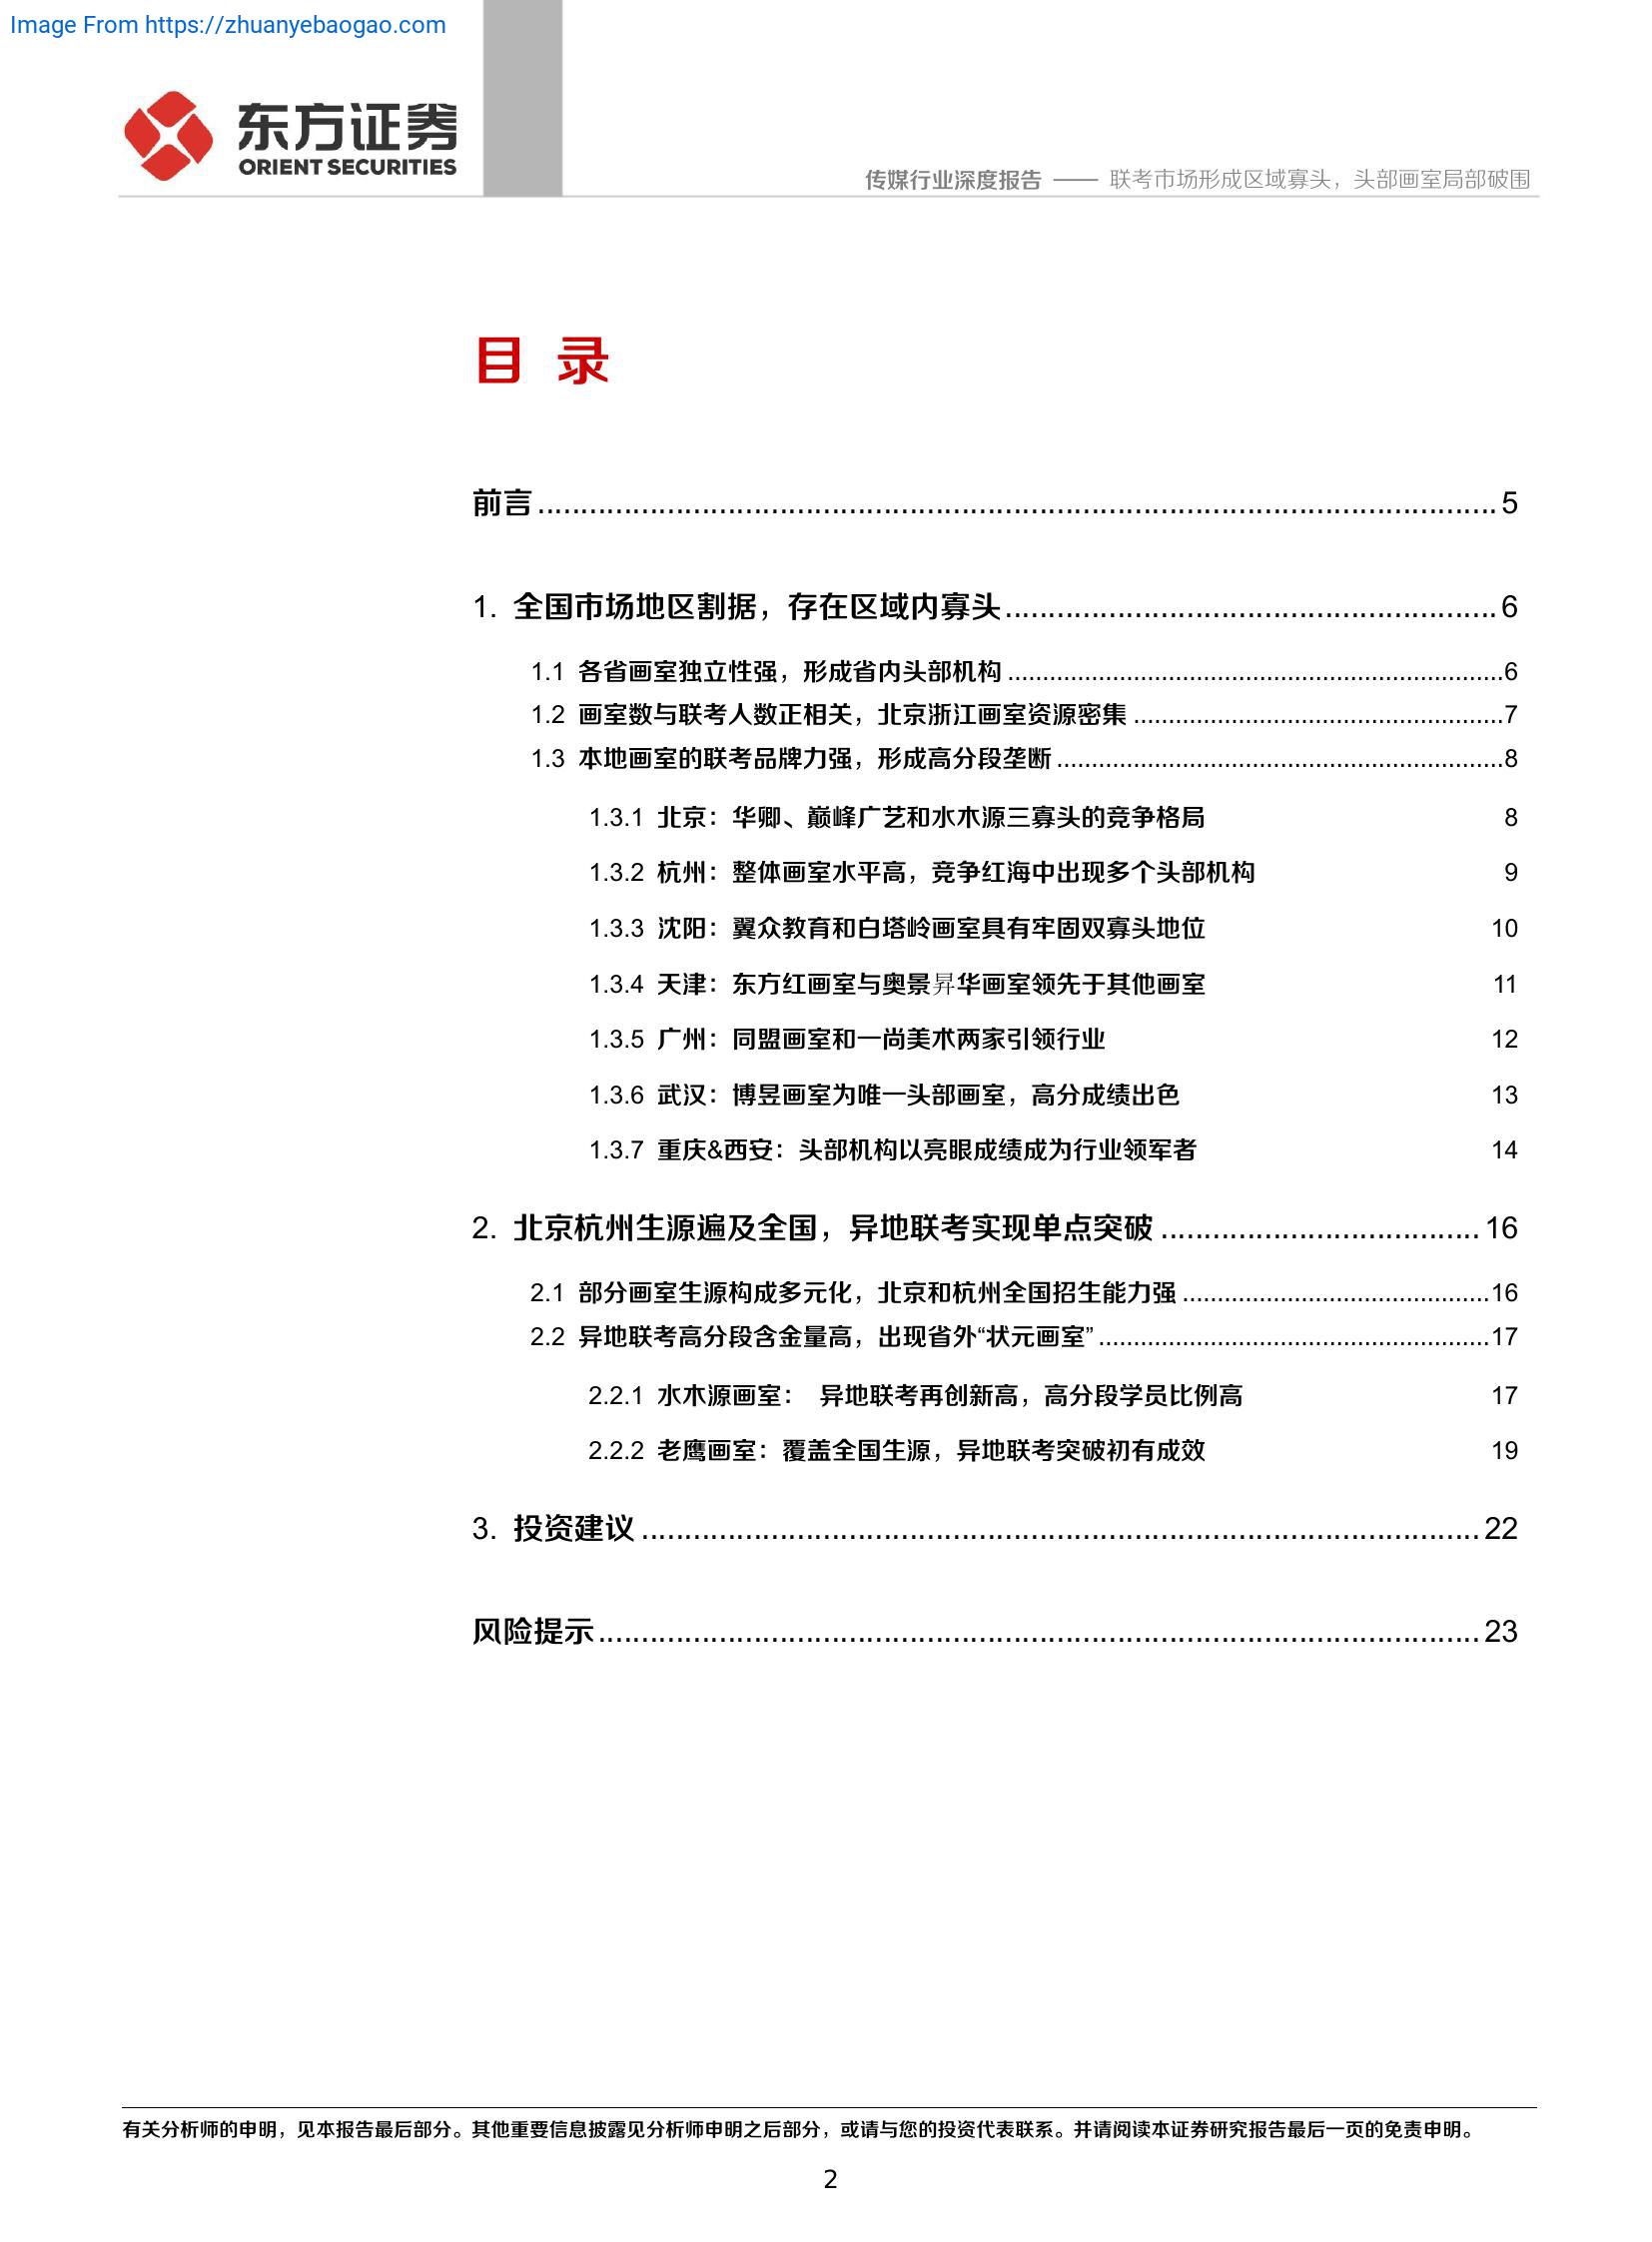 Image From https://zhuanyebaogao.com
东方证券
ORIENT SECURITIES
传媒行业深度报告 —— 联考市场形成区域寡头，头部画室局部破围
目 录
前言 5
1. 全国市场地区割据，存在区域内寡头 6
1.1 各省画室独立性强，形成省内头部机构 6
1.2 画室数与联考人数正相关，北京浙江画室资源密集 7
1.3 本地画室的联考品牌力强，形成高分段垄断 8
1.3.1 北京：华卿、巅峰广艺和水木源三寡头的竞争格局 8
1.3.2 杭州：整体画室水平高，竞争红海中出现多个头部机构 9
1.3.3 沈阳：翼众教育和白塔岭画室具有牢固双寡头地位 10
1.3.4 天津：东方红画室与奥景昇华画室领先于其他画室 11
1.3.5 广州：同盟画室和一尚美术两家引领行业 12
1.3.6 武汉：博昱画室为唯一头部画室，高分成绩出色 13
1.3.7 重庆&西安：头部机构以亮眼成绩成为行业领军者 14
2. 北京杭州生源遍及全国，异地联考实现单点突破 16
2.1 部分画室生源构成多元化，北京和杭州全国招生能力强 16
2.2 异地联考高分段含金量高，出现省外“状元画室” 17
2.2.1 水木源画室： 异地联考再创新高，高分段学员比例高 17
2.2.2 老鹰画室：覆盖全国生源，异地联考突破初有成效 19
3. 投资建议 22
风险提示 23
有关分析师的申明，见本报告最后部分。其他重要信息披露见分析师申明之后部分，或请与您的投资代表联系。并请阅读本证券研究报告最后一页的免责申明。
2